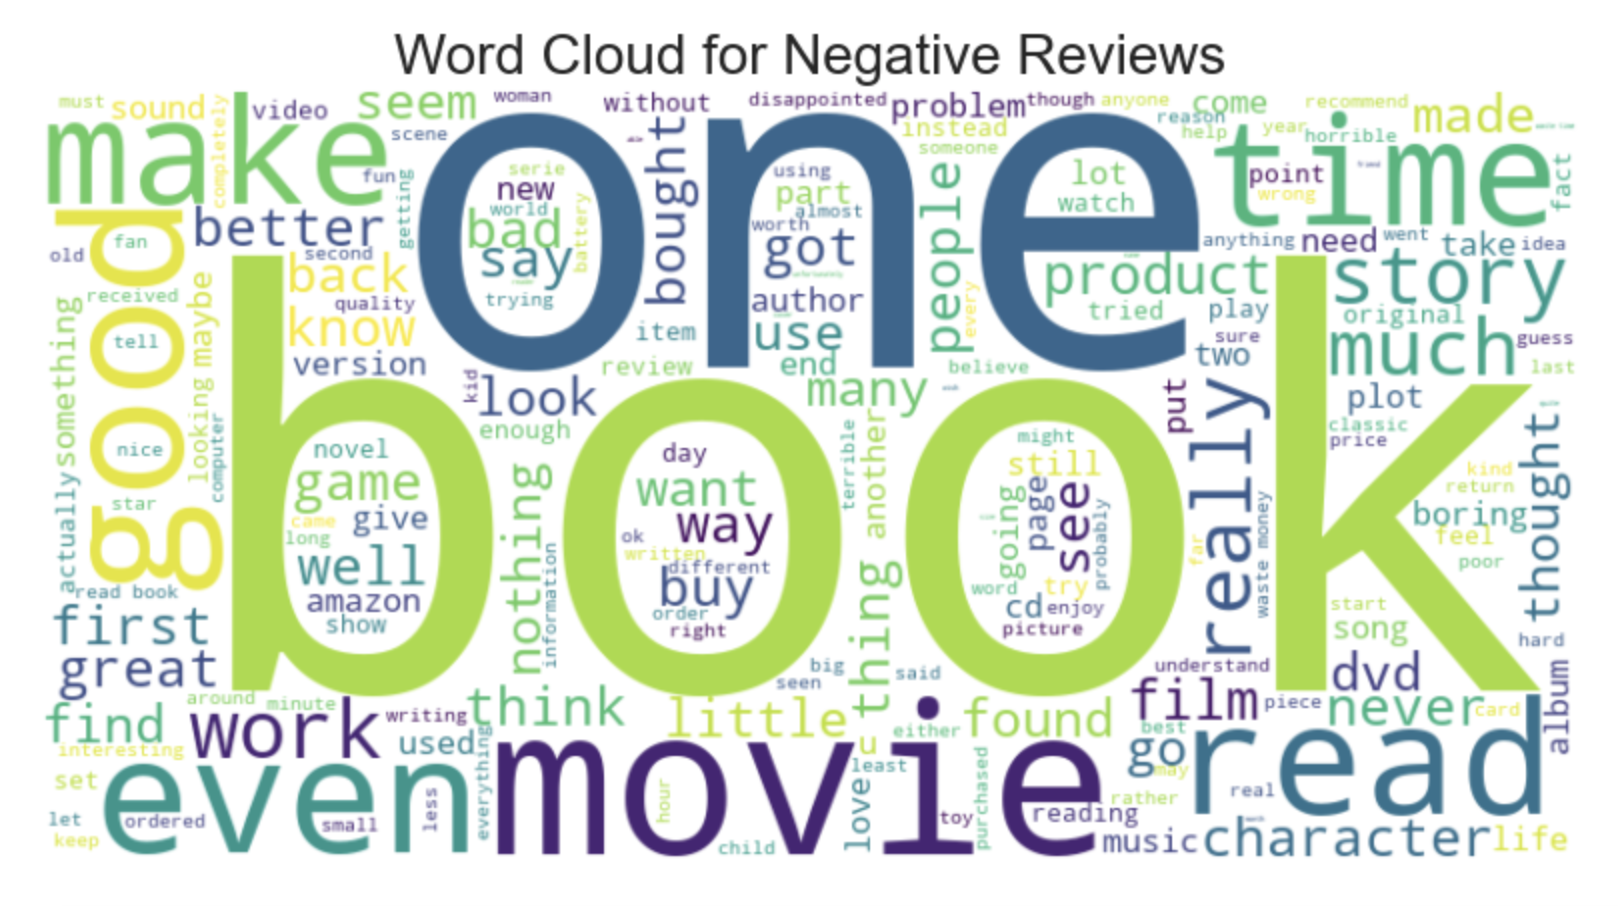 Word Cloud for Negative Reviews
must sound completely video seem woman without disappointed problem though anyone come recommend made
make scene one bought instead someone reason help year horrible time fact
fun getting serie new world bad say battery trying using part almost worth got author people lot watch point wrong
good better old fan second back quality know version item use end every product tried anything need went take idea
received tell something looking maybe story original play sure two much guess last
book kid look review enough many believe put really plot classic price
nice computer star actually novel game came give long well amazon show
nothing information day want way ok written different buy order right
terrible another thing might still going page see probably word try cd enjoy picture
far waste money kind return boring feel poor thought start song hard
read book first great around minute big seen said understand dvd
find work writing think little found film piece never card album
interesting used everything u either best go may read
set even movie least love purchased rather real
let keep ordered small less hour child toy reading music character life